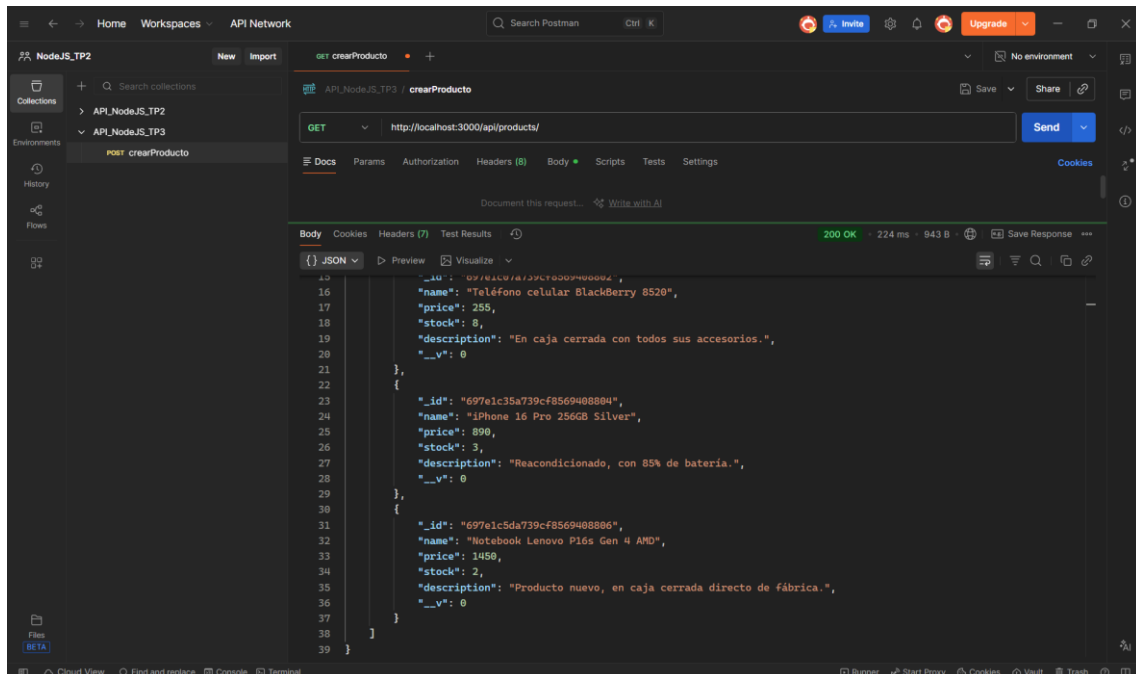 Home Workspaces API Network Search Postman Ctrl K Invite Upgrade
NodeJS_TP2 New Import GET crearProducto No environment
Collections
Search collections
API_NodeJS_TP2
API_NodeJS_TP3
POST crearProducto
Environments
History
Flows
Files
BETA
API_NodeJS_TP3 / crearProducto Save Share
GET http://localhost:3000/api/products/ Send
Docs Params Authorization Headers (8) Body Scripts Tests Settings Cookies
Document this request... Write with AI
Body Cookies Headers (7) Test Results 200 OK 224 ms 943 B Save Response
{} JSON Preview Visualize
15 "_id": "697e1c07a739cf8569408802",
16 "name": "Teléfono celular BlackBerry 8520",
17 "price": 255,
18 "stock": 8,
19 "description": "En caja cerrada con todos sus accesorios.",
20 "__v": 0
21 },
22 {
23 "_id": "697e1c35a739cf8569408804",
24 "name": "iPhone 16 Pro 256GB Silver",
25 "price": 890,
26 "stock": 3,
27 "description": "Reacondicionado, con 85% de batería.",
28 "__v": 0
29 },
30 {
31 "_id": "697e1c5da739cf8569408806",
32 "name": "Notebook Lenovo P16s Gen 4 AMD",
33 "price": 1450,
34 "stock": 2,
35 "description": "Producto nuevo, en caja cerrada directo de fábrica.",
36 "__v": 0
37 }
38 ]
39 }
Cloud View Find and replace Console Terminal Runner Start Proxy Cookies Vault Trash
AI